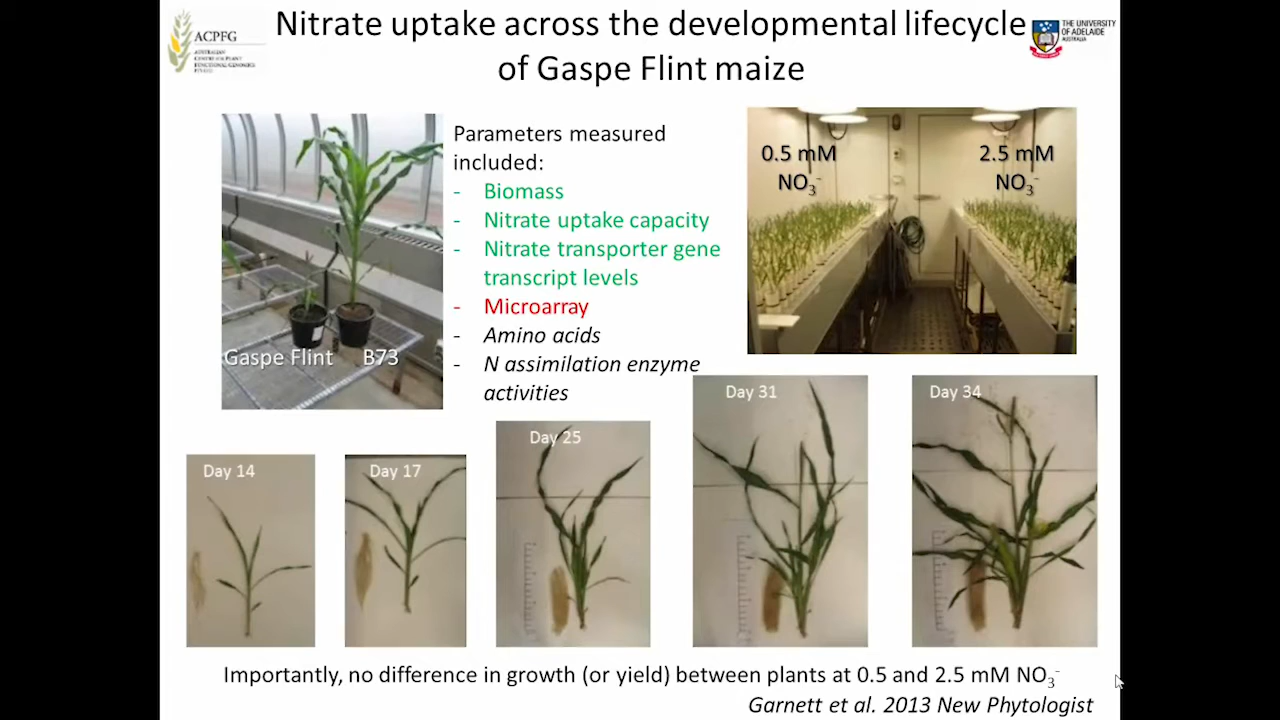 Nitrate uptake across the developmental lifecycle
of Gaspe Flint maize
ACPFG
AUSTRALIAN
CENTRE for PLANT
FUNCTIONAL GENOMICS
PTY LTD
THE UNIVERSITY
OF ADELAIDE
AUSTRALIA
Gaspe Flint B73
Parameters measured
included:
- Biomass
- Nitrate uptake capacity
- Nitrate transporter gene
transcript levels
- Microarray
- Amino acids
- N assimilation enzyme
activities
0.5 mM
NO₃⁻
2.5 mM
NO₃⁻
Day 14
Day 17
Day 25
Day 31
Day 34
Importantly, no difference in growth (or yield) between plants at 0.5 and 2.5 mM NO₃⁻
Garnett et al. 2013 New Phytologist